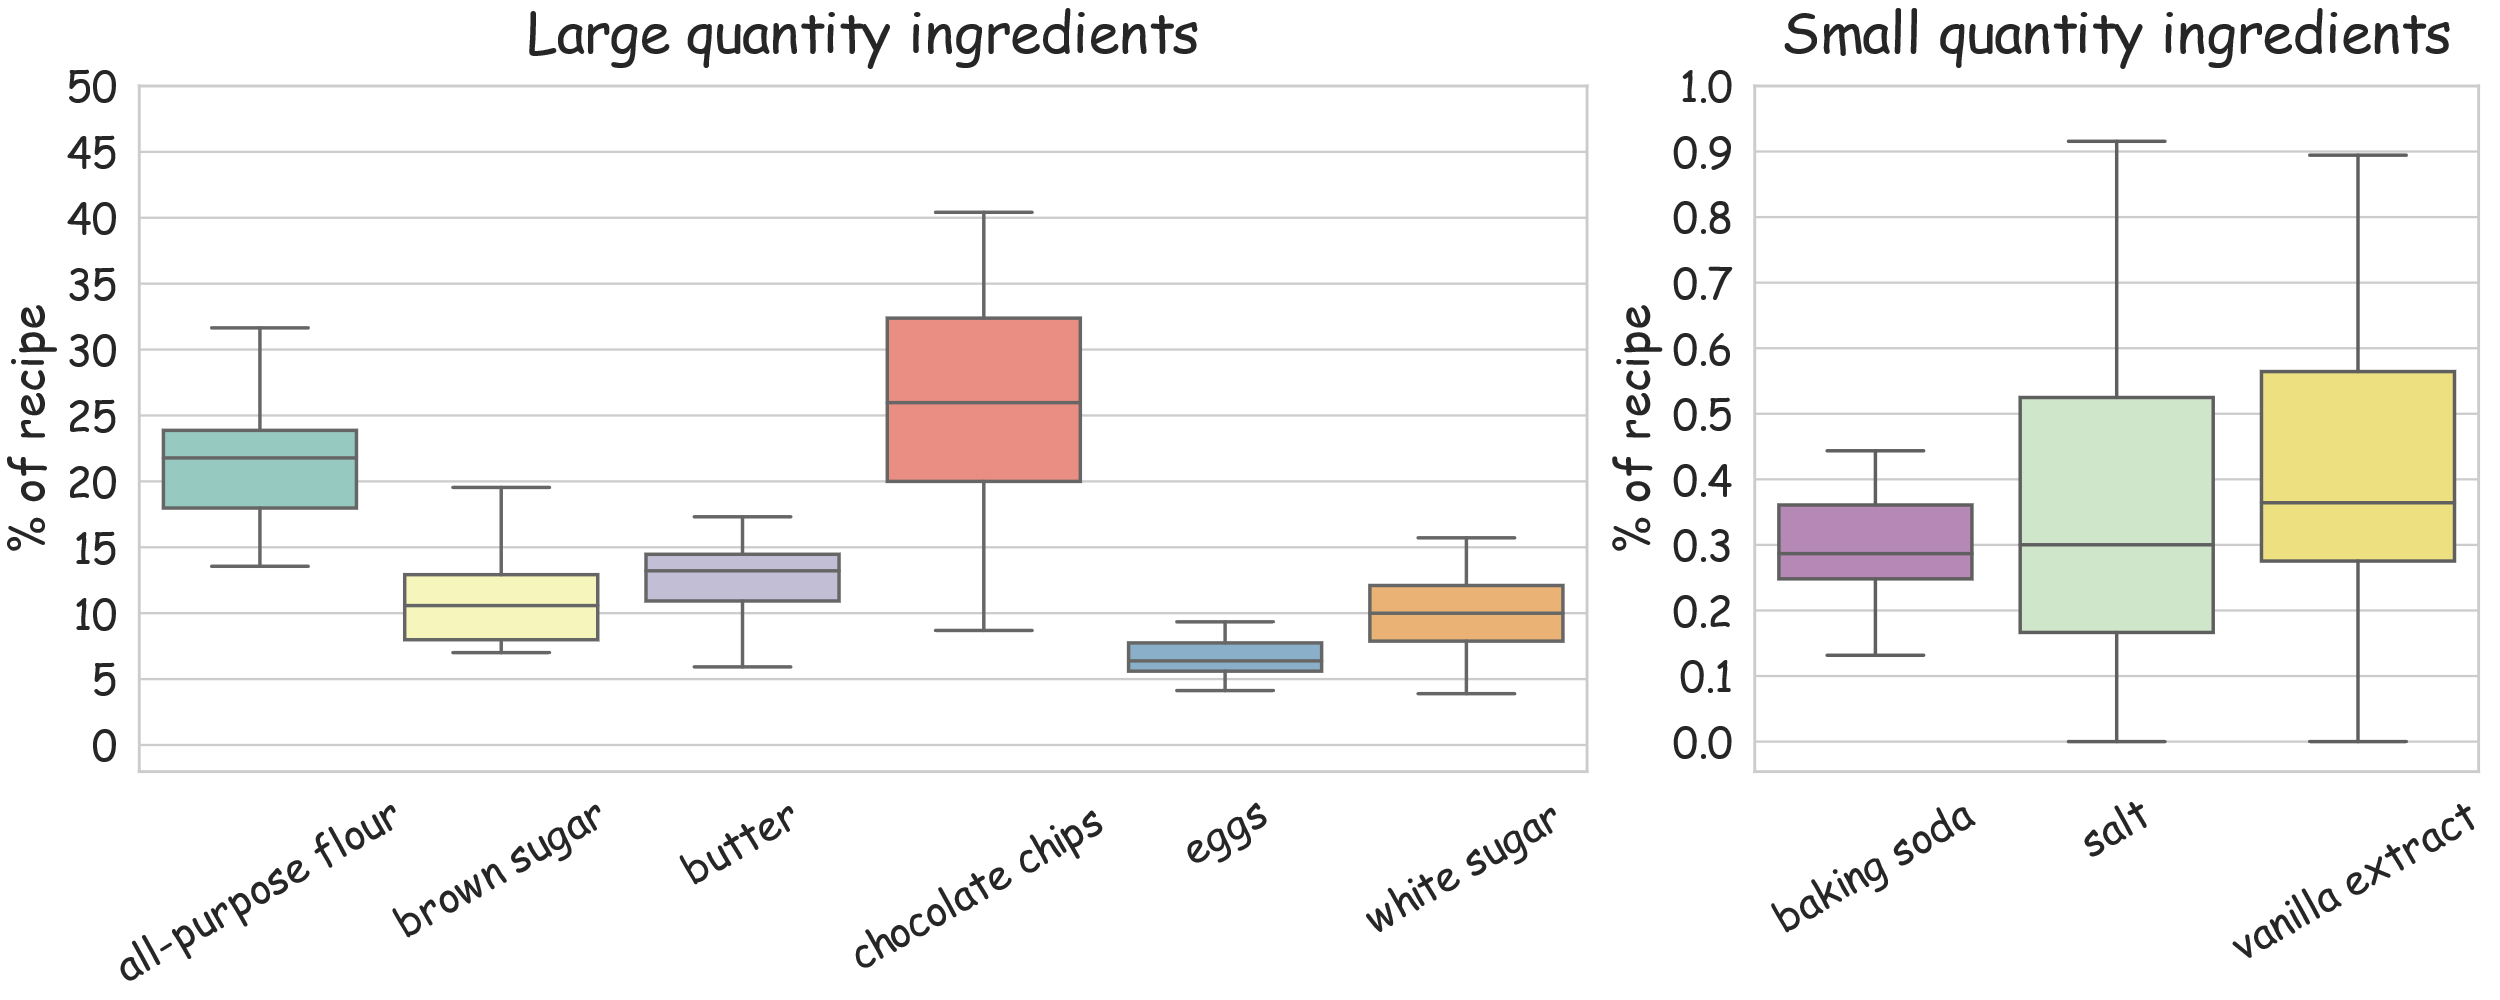 Large quantity ingredients
% of recipe
50
45
40
35
30
25
20
15
10
5
0
all-purpose flour
brown sugar
butter
chocolate chips
eggs
white sugar
Small quantity ingredients
% of recipe
1.0
0.9
0.8
0.7
0.6
0.5
0.4
0.3
0.2
0.1
0.0
baking soda
salt
vanilla extract